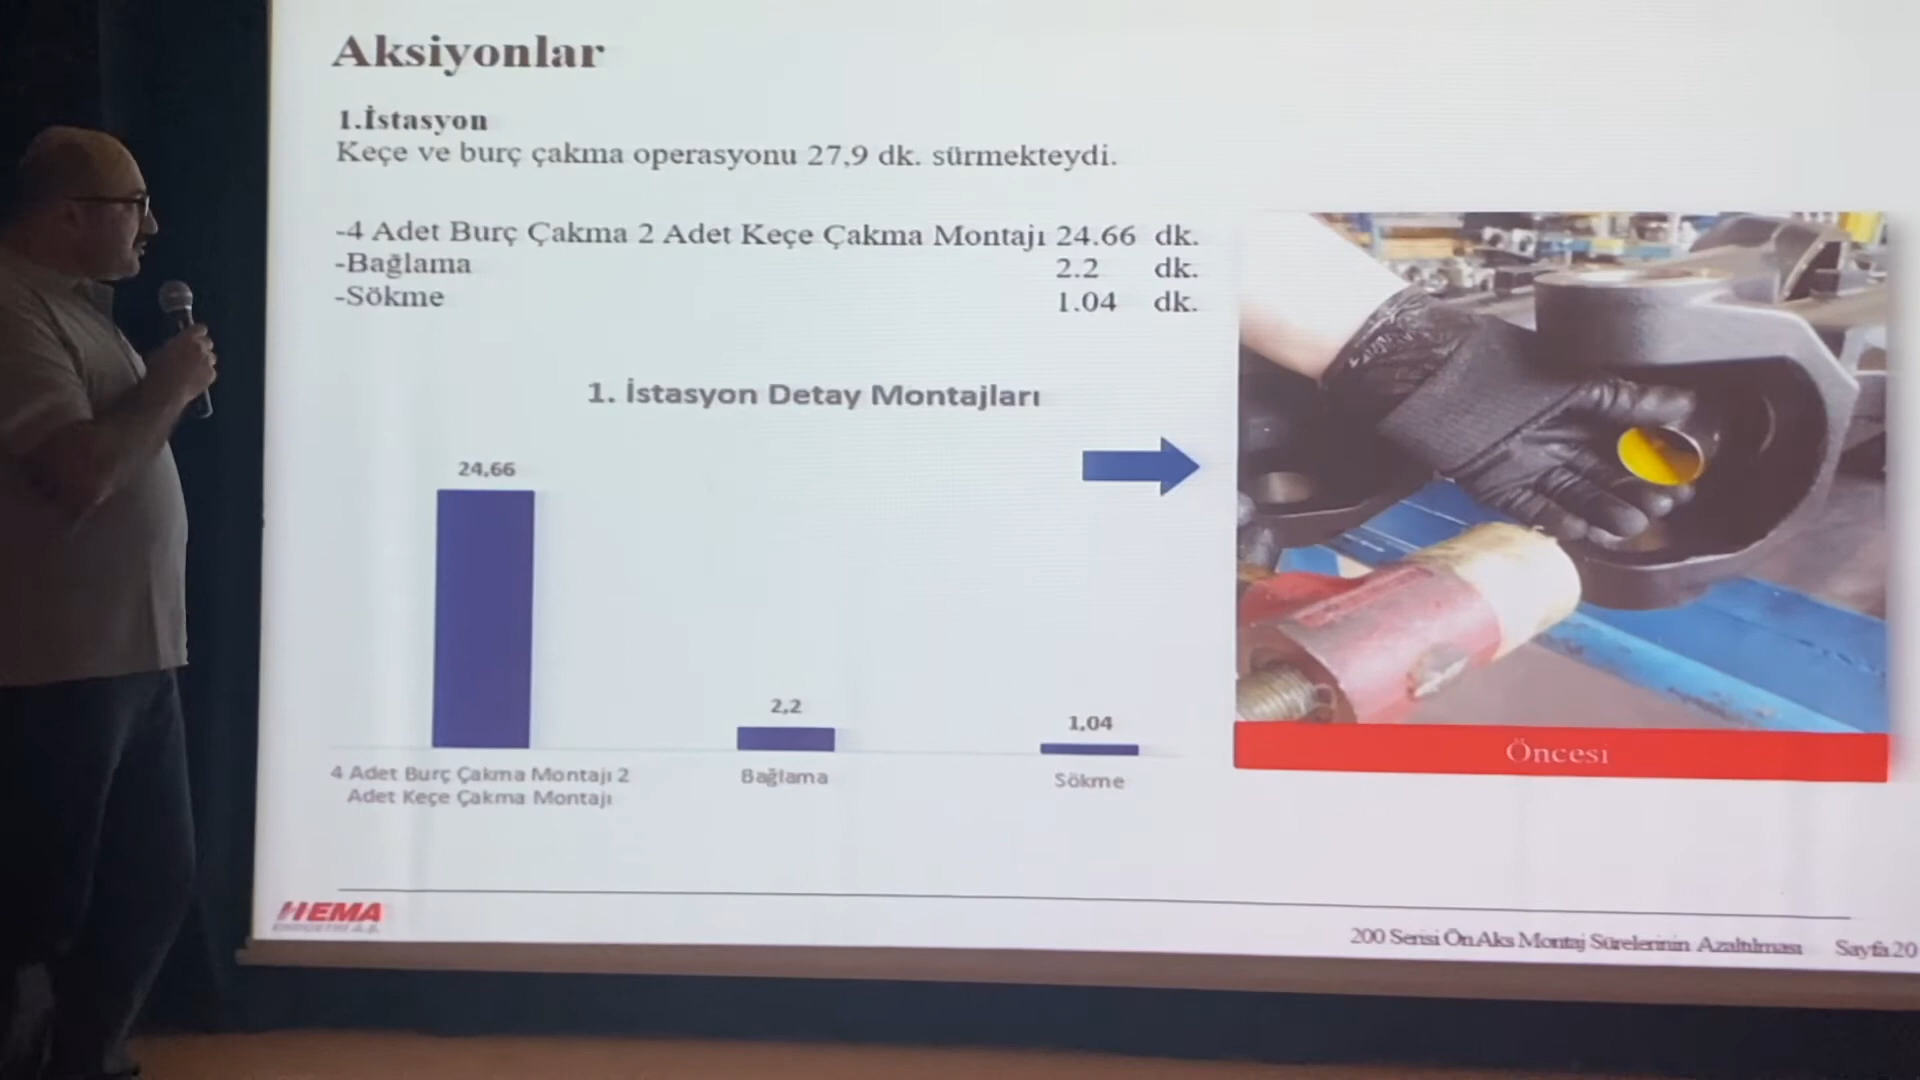 Aksiyonlar
1.İstasyon
Keçe ve burç çakma operasyonu 27,9 dk. sürmekteydi.
-4 Adet Burç Çakma 2 Adet Keçe Çakma Montajı 24.66 dk.
-Bağlama 2.2 dk.
-Sökme 1.04 dk.
1. İstasyon Detay Montajları
24,66
2,2
1,04
4 Adet Burç Çakma Montajı 2
Adet Keçe Çakma Montajı
Bağlama
Sökme
Öncesi
HEMA
ENDÜSTRİ A.Ş.
200 Serisi Ön Aks Montaj Sürelerinin Azaltılması Sayfa 20